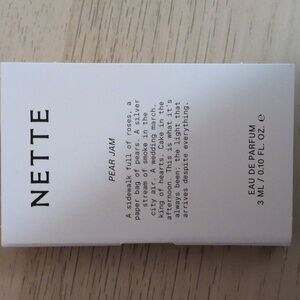 NETTE
PEAR JAM
A sidewalk full of roses, a
paper bag of pears. A silver
stream of smoke in the
city air. A wedding march,
king of hearts. Cake in the
afternoon. This is what it's
always been; the light that
arrives despite everything.
EAU DE PARFUM
3 ML / 0.10 FL. OZ. ℮